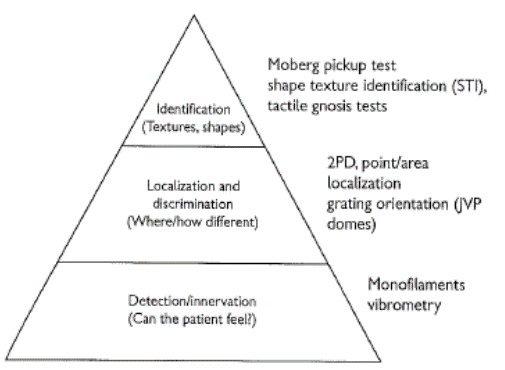 Moberg pickup test
shape texture identification (STI),
tactile gnosis tests
Identification
(Textures, shapes)
2PD, point/area
localization
grating orientation (JVP
domes)
Localization and
discrimination
(Where/how different)
Monofilaments
vibrometry
Detection/innervation
(Can the patient feel?)